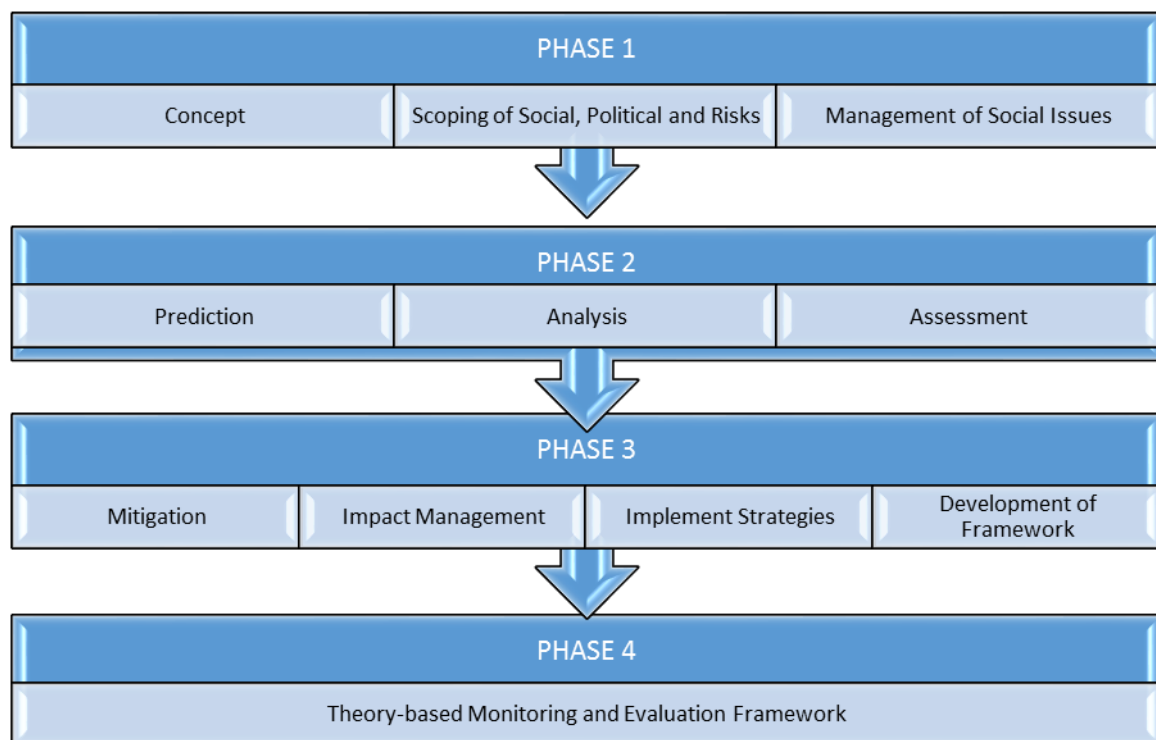 PHASE 1
Concept
Scoping of Social, Political and Risks
Management of Social Issues
PHASE 2
Prediction
Analysis
Assessment
PHASE 3
Mitigation
Impact Management
Implement Strategies
Development of
Framework
PHASE 4
Theory-based Monitoring and Evaluation Framework